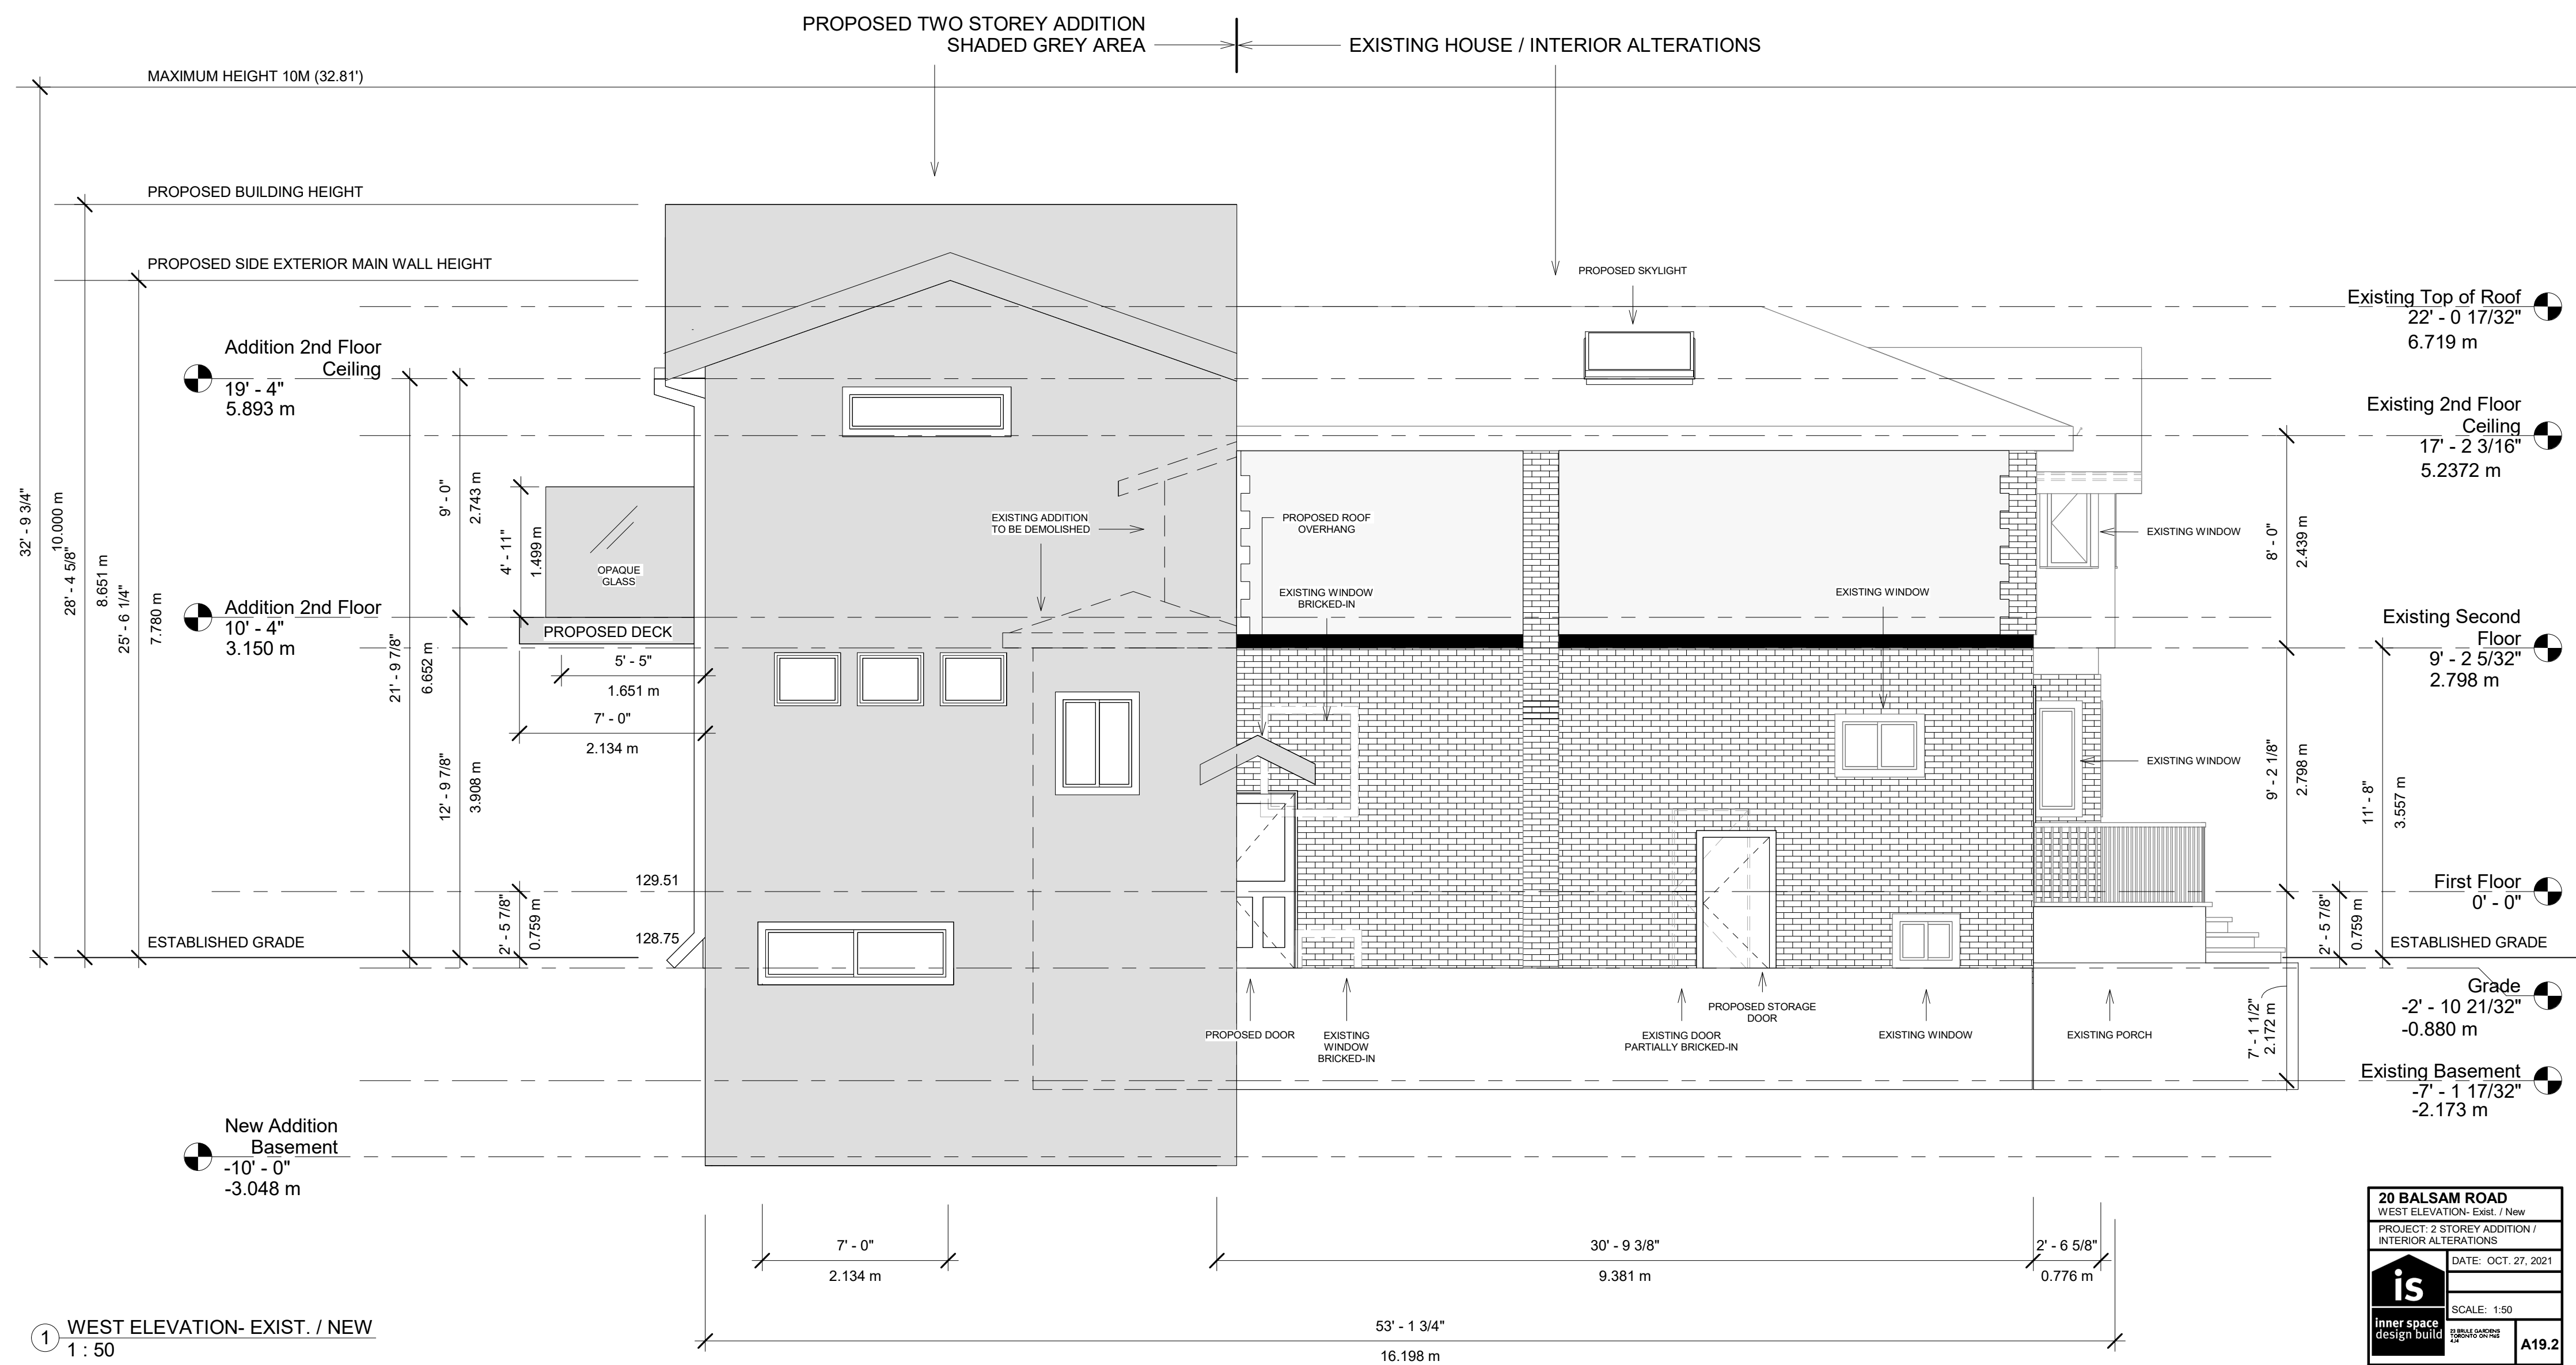 PROPOSED TWO STOREY ADDITION
SHADED GREY AREA
EXISTING HOUSE / INTERIOR ALTERATIONS
MAXIMUM HEIGHT 10M (32.81')
PROPOSED BUILDING HEIGHT
PROPOSED SIDE EXTERIOR MAIN WALL HEIGHT
PROPOSED SKYLIGHT
Existing Top of Roof
22' - 0 17/32"
6.719 m
Addition 2nd Floor
Ceiling
19' - 4"
5.893 m
Existing 2nd Floor
Ceiling
17' - 2 3/16"
5.2372 m
32' - 9 3/4"
10.000 m
28' - 4 5/8"
8.651 m
25' - 6 1/4"
7.780 m
21' - 9 7/8"
6.652 m
9' - 0"
2.743 m
4' - 11"
1.499 m
OPAQUE
GLASS
EXISTING ADDITION
TO BE DEMOLISHED
PROPOSED ROOF
OVERHANG
EXISTING WINDOW
BRICKED-IN
EXISTING WINDOW
EXISTING WINDOW
8' - 0"
2.439 m
Addition 2nd Floor
10' - 4"
3.150 m
PROPOSED DECK
5' - 5"
1.651 m
7' - 0"
2.134 m
Existing Second
Floor
9' - 2 5/32"
2.798 m
12' - 9 7/8"
3.908 m
EXISTING WINDOW
9' - 2 1/8"
2.798 m
11' - 8"
3.557 m
129.51
2' - 5 7/8"
0.759 m
128.75
ESTABLISHED GRADE
First Floor
0' - 0"
2' - 5 7/8"
0.759 m
ESTABLISHED GRADE
Grade
-2' - 10 21/32"
-0.880 m
PROPOSED DOOR
EXISTING
WINDOW
BRICKED-IN
EXISTING DOOR
PARTIALLY BRICKED-IN
PROPOSED STORAGE
DOOR
EXISTING WINDOW
EXISTING PORCH
7' - 1 1/2"
2.172 m
Existing Basement
-7' - 1 17/32"
-2.173 m
New Addition
Basement
-10' - 0"
-3.048 m
7' - 0"
2.134 m
30' - 9 3/8"
9.381 m
2' - 6 5/8"
0.776 m
53' - 1 3/4"
16.198 m
1 WEST ELEVATION- EXIST. / NEW
1 : 50
20 BALSAM ROAD
WEST ELEVATION- Exist. / New
PROJECT: 2 STOREY ADDITION /
INTERIOR ALTERATIONS
DATE: OCT. 27, 2021
SCALE: 1:50
is
inner space
design build
23 BRULE GARDENS
TORONTO ON M6S
4J4
A19.2